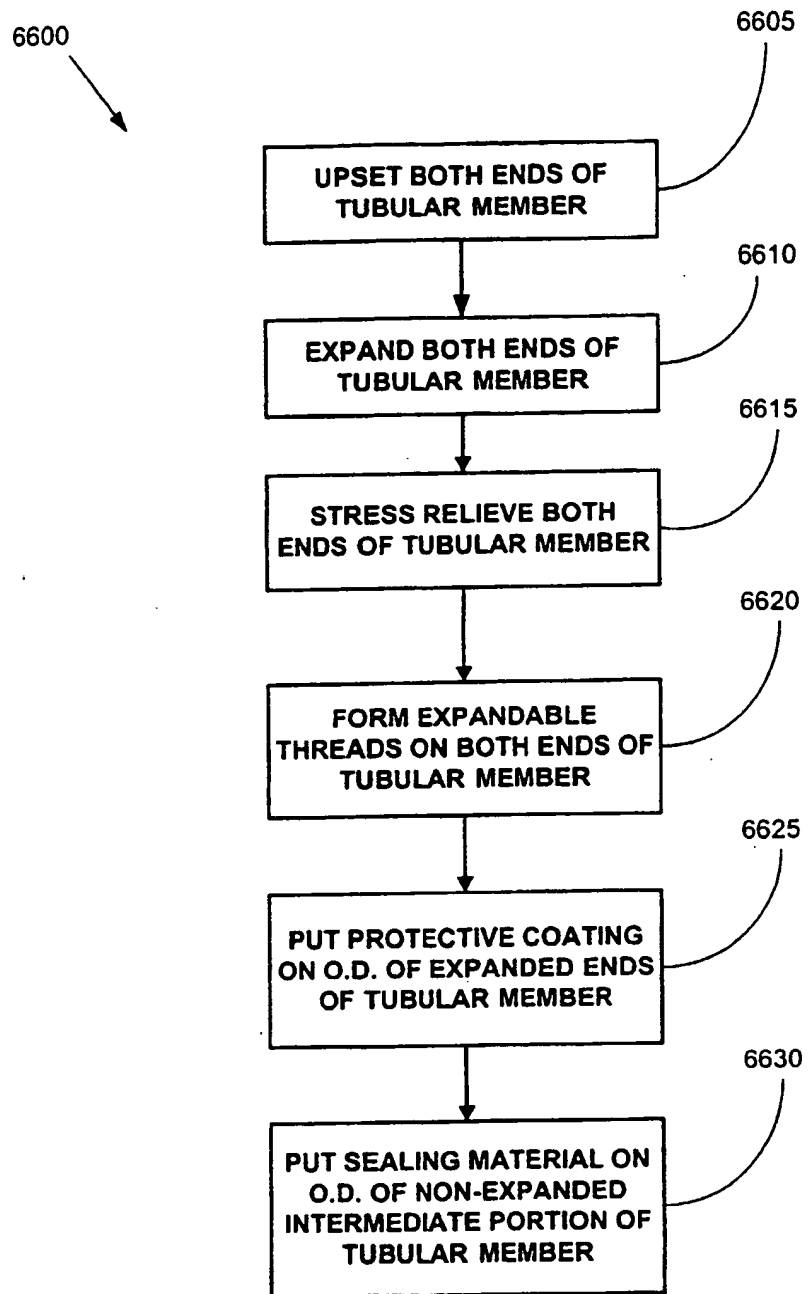 6600
6605
UPSET BOTH ENDS OF
TUBULAR MEMBER
6610
EXPAND BOTH ENDS OF
TUBULAR MEMBER
6615
STRESS RELIEVE BOTH
ENDS OF TUBULAR MEMBER
6620
FORM EXPANDABLE
THREADS ON BOTH ENDS OF
TUBULAR MEMBER
6625
PUT PROTECTIVE COATING
ON O.D. OF EXPANDED ENDS
OF TUBULAR MEMBER
6630
PUT SEALING MATERIAL ON
O.D. OF NON-EXPANDED
INTERMEDIATE PORTION OF
TUBULAR MEMBER